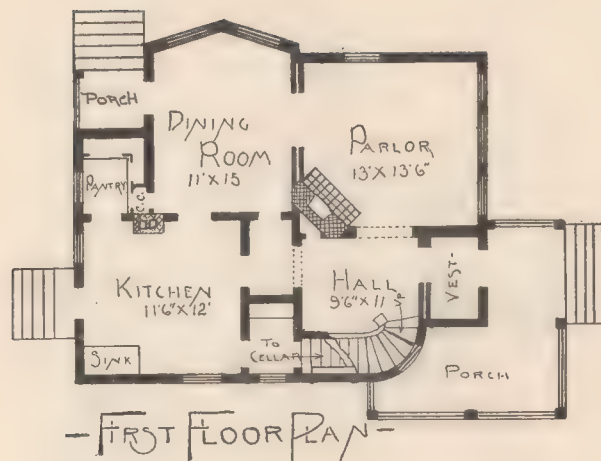 PORCH
DINING
ROOM
11'X15
PARLOR
13'X13'6"
PANTRY
C.C.
KITCHEN
11'6"X12'
HALL
9'6"X11
UP
VEST-
SINK
TO
CELLAR
PORCH
-FIRST FLOOR PLAN-